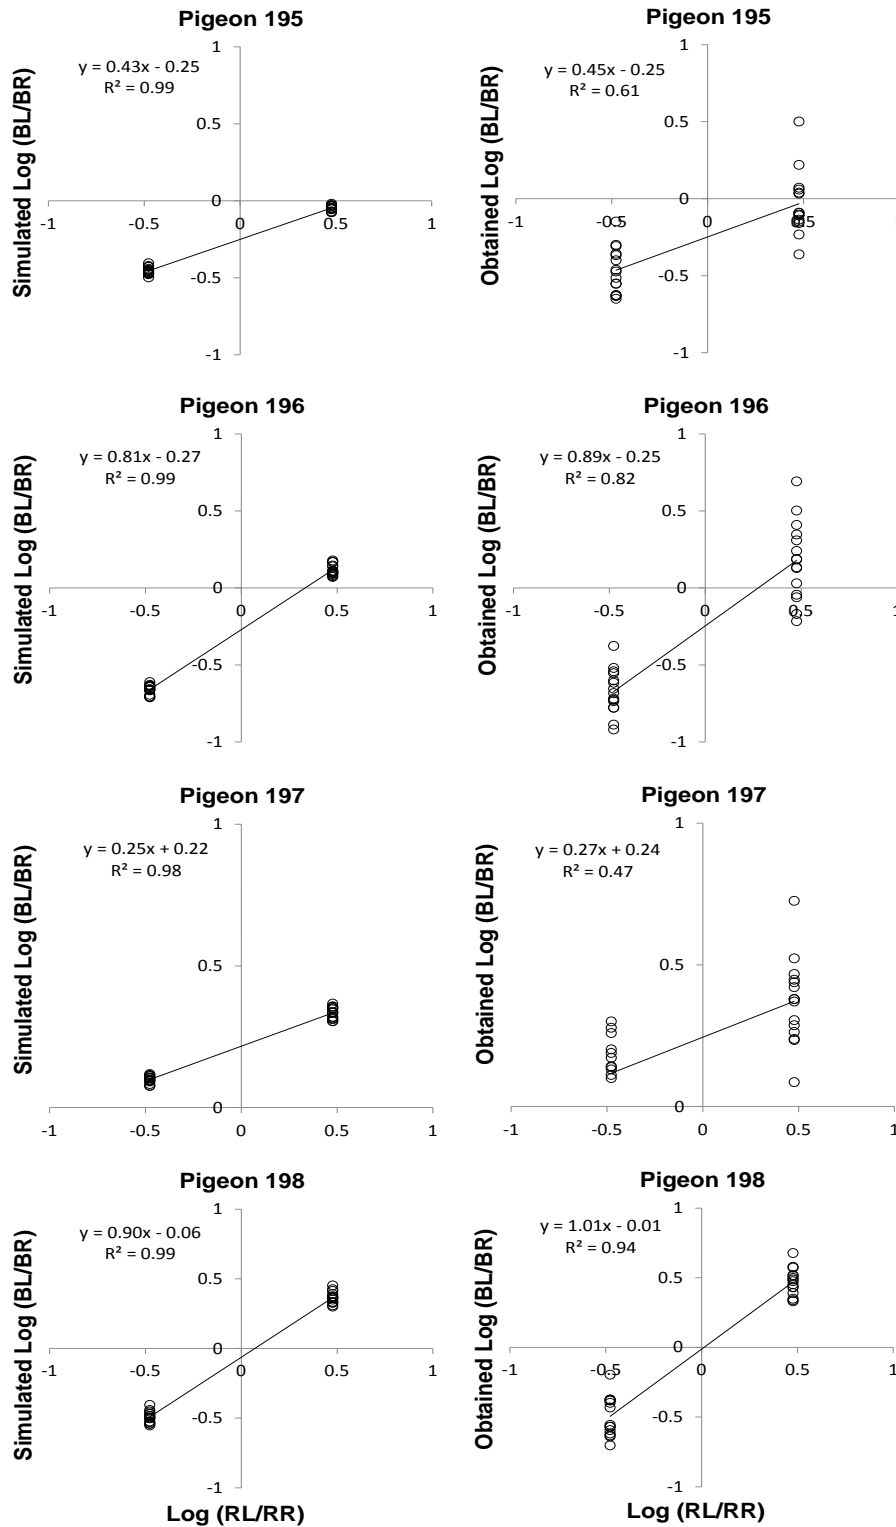 Pigeon 195
y = 0.43x - 0.25
R² = 0.99
Simulated Log (BL/BR)
1
0.5
0
-0.5
-1
-1
-0.5
0
0.5
1
Pigeon 195
y = 0.45x - 0.25
R² = 0.61
Obtained Log (BL/BR)
1
0.5
0
-0.5
-1
-1
-0.5
0
0.5
1
Pigeon 196
y = 0.81x - 0.27
R² = 0.99
Simulated Log (BL/BR)
1
0.5
0
-0.5
-1
-1
-0.5
0
0.5
1
Pigeon 196
y = 0.89x - 0.25
R² = 0.82
Obtained Log (BL/BR)
1
0.5
0
-0.5
-1
-1
-0.5
0
0.5
1
Pigeon 197
y = 0.25x + 0.22
R² = 0.98
Simulated Log (BL/BR)
1
0.5
0
-1
-0.5
0
0.5
1
Pigeon 197
y = 0.27x + 0.24
R² = 0.47
Obtained Log (BL/BR)
1
0.5
0
-1
-0.5
0
0.5
1
Pigeon 198
y = 0.90x - 0.06
R² = 0.99
Simulated Log (BL/BR)
1
0.5
0
-0.5
-1
-1
-0.5
0
0.5
1
Log (RL/RR)
Pigeon 198
y = 1.01x - 0.01
R² = 0.94
Obtained Log (BL/BR)
1
0.5
0
-0.5
-1
-1
-0.5
0
0.5
1
Log (RL/RR)